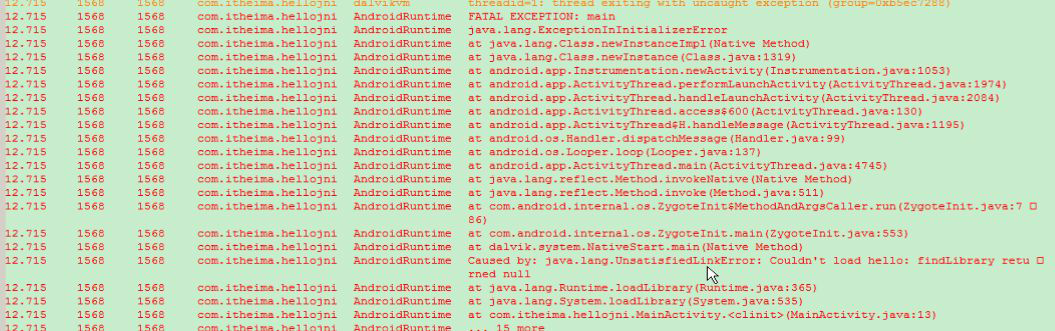 12.715 1568 1568 com.itheima.hellojni dalvikvm threadid=1: thread exiting with uncaught exception (group=0xb5ec7288)
12.715 1568 1568 com.itheima.hellojni AndroidRuntime FATAL EXCEPTION: main
12.715 1568 1568 com.itheima.hellojni AndroidRuntime java.lang.ExceptionInInitializerError
12.715 1568 1568 com.itheima.hellojni AndroidRuntime at java.lang.Class.newInstanceImpl(Native Method)
12.715 1568 1568 com.itheima.hellojni AndroidRuntime at java.lang.Class.newInstance(Class.java:1319)
12.715 1568 1568 com.itheima.hellojni AndroidRuntime at android.app.Instrumentation.newActivity(Instrumentation.java:1053)
12.715 1568 1568 com.itheima.hellojni AndroidRuntime at android.app.ActivityThread.performLaunchActivity(ActivityThread.java:1974)
12.715 1568 1568 com.itheima.hellojni AndroidRuntime at android.app.ActivityThread.handleLaunchActivity(ActivityThread.java:2084)
12.715 1568 1568 com.itheima.hellojni AndroidRuntime at android.app.ActivityThread.access$600(ActivityThread.java:130)
12.715 1568 1568 com.itheima.hellojni AndroidRuntime at android.app.ActivityThread$H.handleMessage(ActivityThread.java:1195)
12.715 1568 1568 com.itheima.hellojni AndroidRuntime at android.os.Handler.dispatchMessage(Handler.java:99)
12.715 1568 1568 com.itheima.hellojni AndroidRuntime at android.os.Looper.loop(Looper.java:137)
12.715 1568 1568 com.itheima.hellojni AndroidRuntime at android.app.ActivityThread.main(ActivityThread.java:4745)
12.715 1568 1568 com.itheima.hellojni AndroidRuntime at java.lang.reflect.Method.invokeNative(Native Method)
12.715 1568 1568 com.itheima.hellojni AndroidRuntime at java.lang.reflect.Method.invoke(Method.java:511)
12.715 1568 1568 com.itheima.hellojni AndroidRuntime at com.android.internal.os.ZygoteInit$MethodAndArgsCaller.run(ZygoteInit.java:7
86)
12.715 1568 1568 com.itheima.hellojni AndroidRuntime at com.android.internal.os.ZygoteInit.main(ZygoteInit.java:553)
12.715 1568 1568 com.itheima.hellojni AndroidRuntime at dalvik.system.NativeStart.main(Native Method)
12.715 1568 1568 com.itheima.hellojni AndroidRuntime Caused by: java.lang.UnsatisfiedLinkError: Couldn't load hello: findLibrary retu
rned null
12.715 1568 1568 com.itheima.hellojni AndroidRuntime at java.lang.Runtime.loadLibrary(Runtime.java:365)
12.715 1568 1568 com.itheima.hellojni AndroidRuntime at java.lang.System.loadLibrary(System.java:535)
12.715 1568 1568 com.itheima.hellojni AndroidRuntime at com.itheima.hellojni.MainActivity.<clinit>(MainActivity.java:13)
12.715 1568 1568 com.itheima.hellojni AndroidRuntime ... 15 more